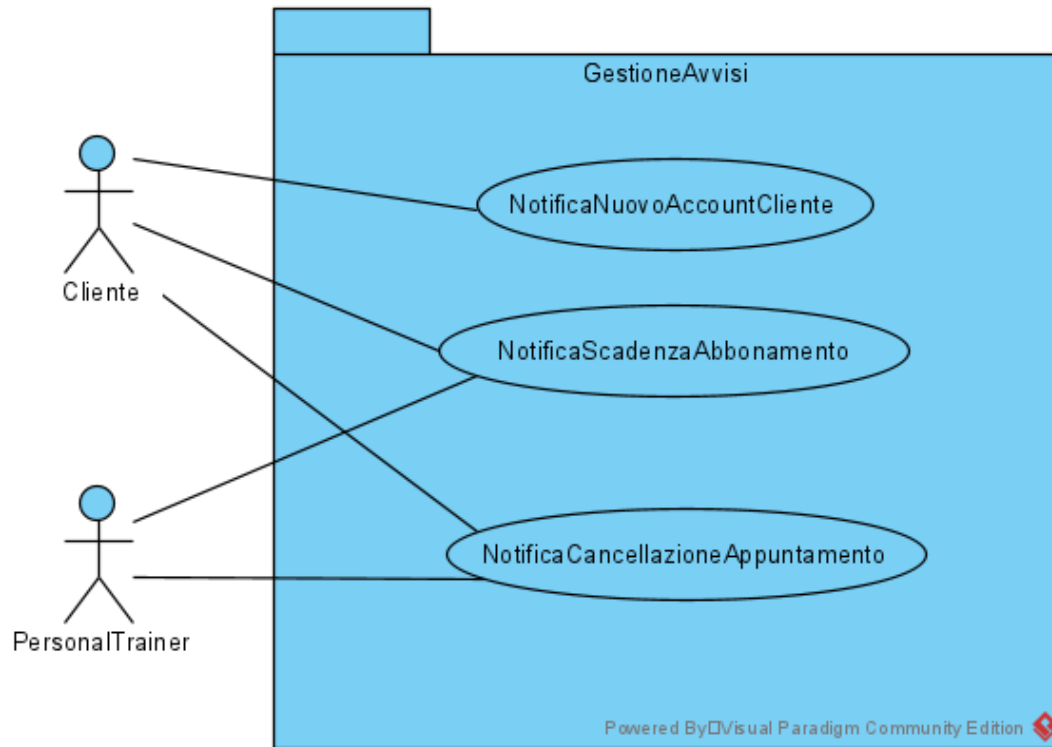 GestioneAvvisi
NotificaNuovoAccountCliente
Cliente
NotificaScadenzaAbbonamento
NotificaCancellazioneAppuntamento
PersonalTrainer
Powered By□Visual Paradigm Community Edition